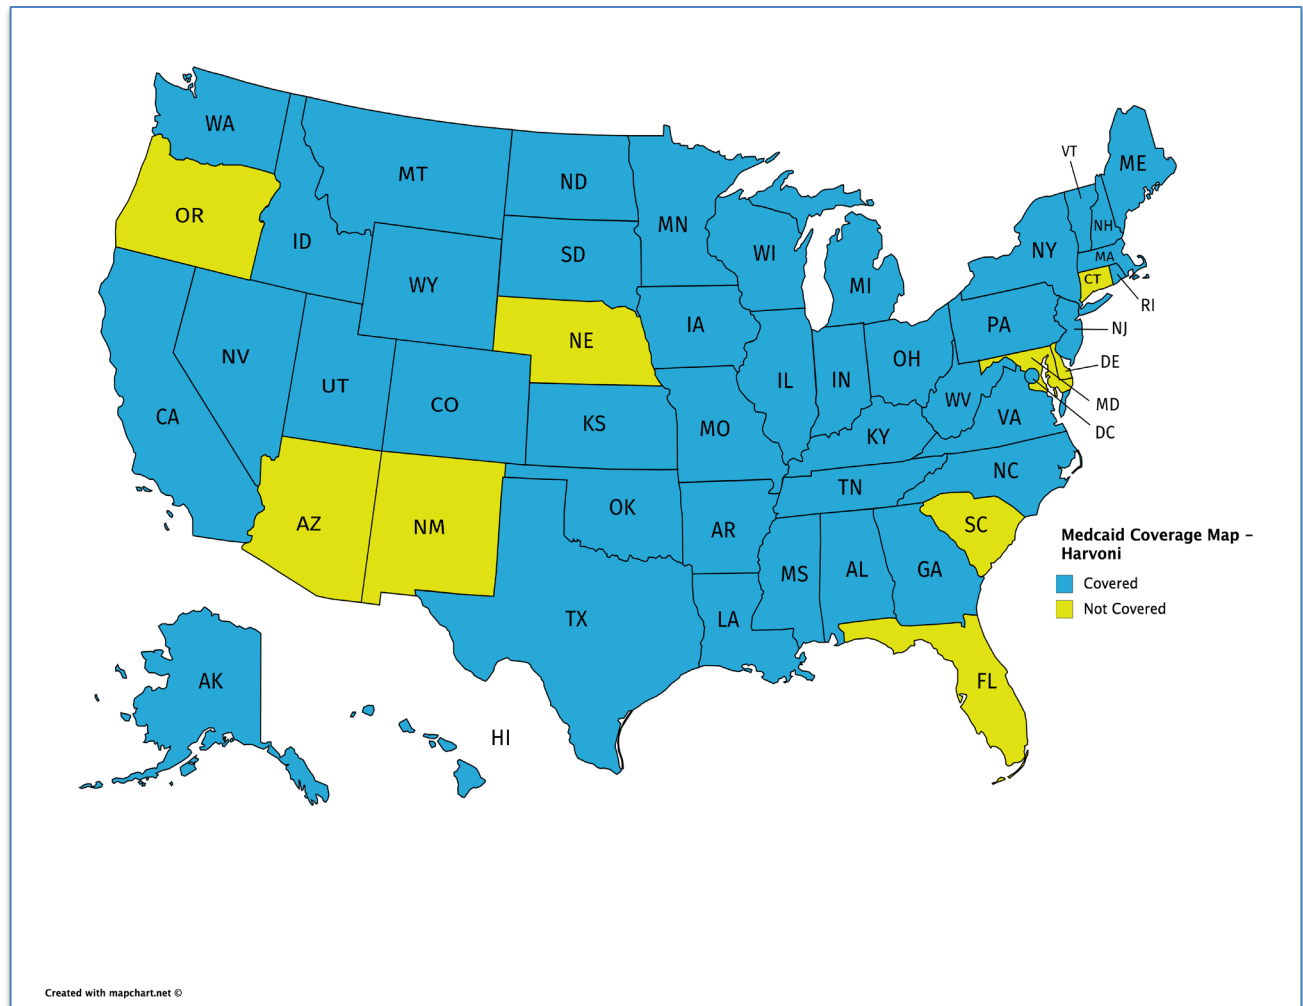 WA
MT
ND
MN
VT
ME
OR
ID
SD
WI
NH
NY
MA
WY
MI
CT
RI
NE
IA
PA
NJ
NV
UT
OH
DE
IL
IN
CO
WV
MD
CA
KS
MO
KY
VA
DC
NC
TN
AZ
NM
OK
AR
SC
Medcaid Coverage Map –
Harvoni
MS
AL
GA
Covered
Not Covered
TX
LA
AK
FL
HI
Created with mapchart.net ©